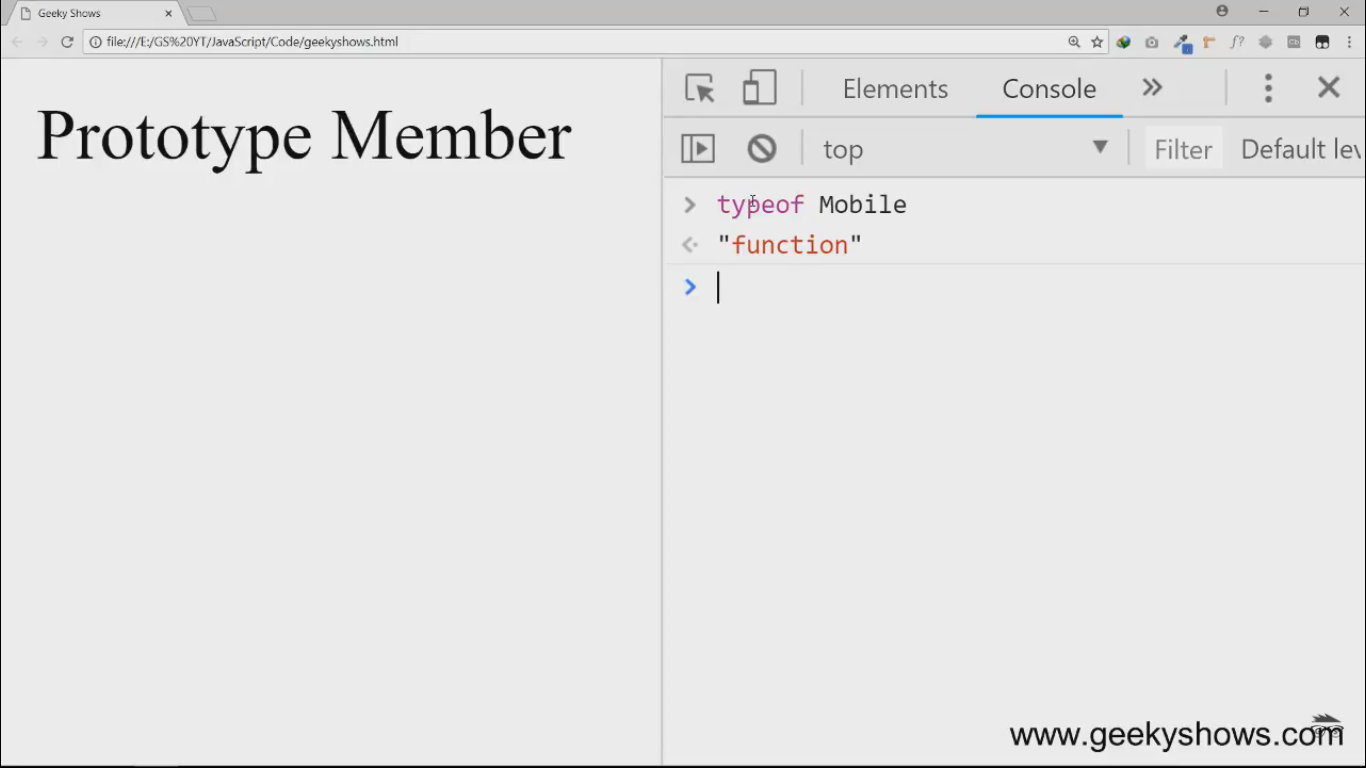 Geeky Shows
file:///E:/GS%20YT/JavaScript/Code/geekyshows.html
f?
Prototype Member
Elements
Console
top
Filter
Default lev
typeof Mobile
"function"
www.geekyshows.com